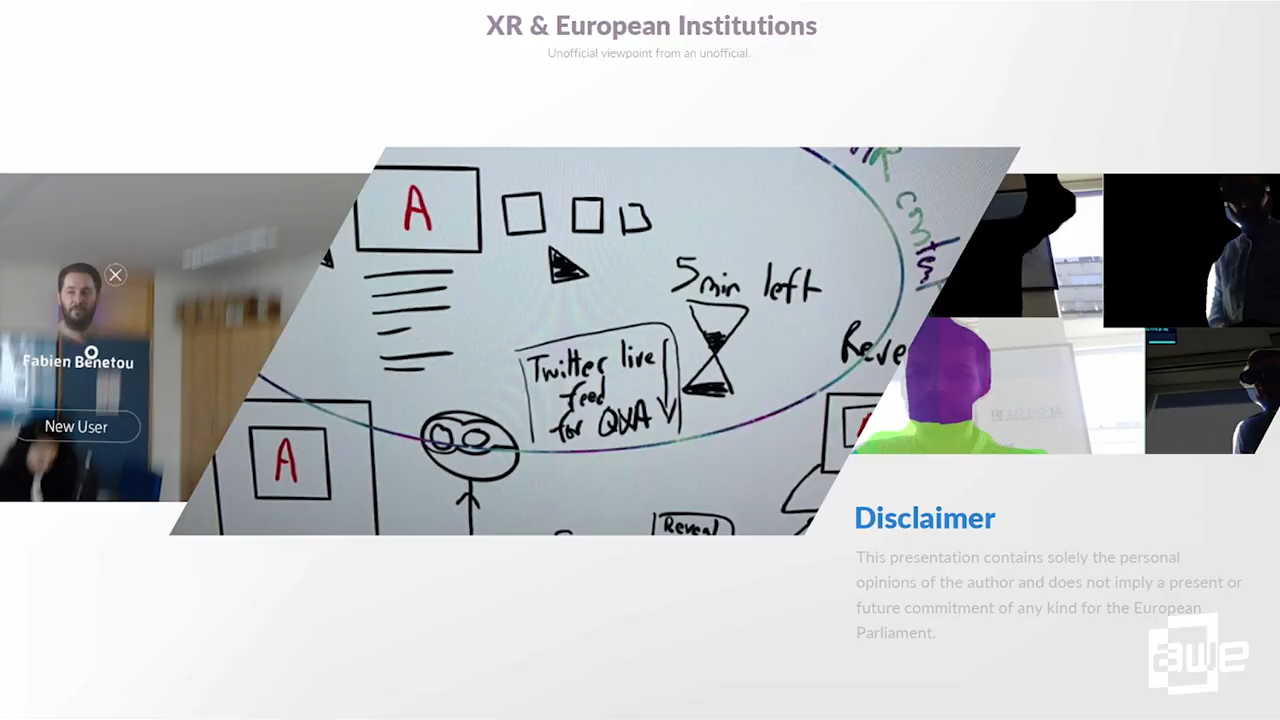 XR & European Institutions
Unofficial viewpoint from an unofficial.
A
5min left
Twitter live
feed
for Q&A
A
A
Reveal
Fabien Benetou
New User
Disclaimer
This presentation contains solely the personal
opinions of the author and does not imply a present or
future commitment of any kind for the European
Parliament.
awe